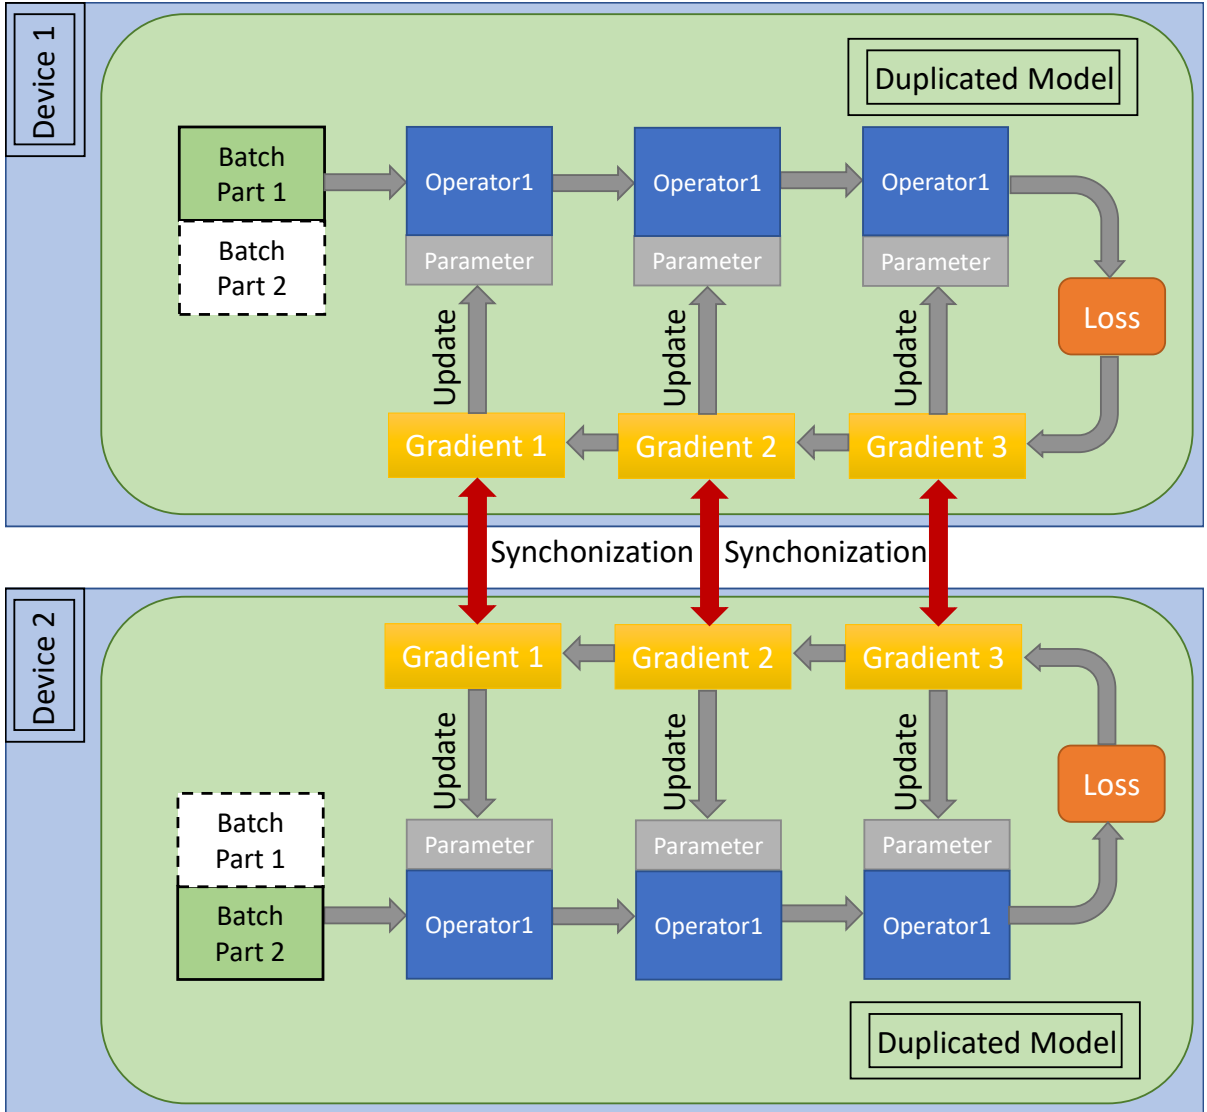 Device 1
Duplicated Model
Batch
Part 1
Batch
Part 2
Operator1
Operator1
Operator1
Parameter
Parameter
Parameter
Loss
Update
Update
Update
Gradient 1
Gradient 2
Gradient 3
Synchonization
Synchonization
Device 2
Gradient 1
Gradient 2
Gradient 3
Update
Update
Update
Loss
Batch
Part 1
Batch
Part 2
Parameter
Parameter
Parameter
Operator1
Operator1
Operator1
Duplicated Model